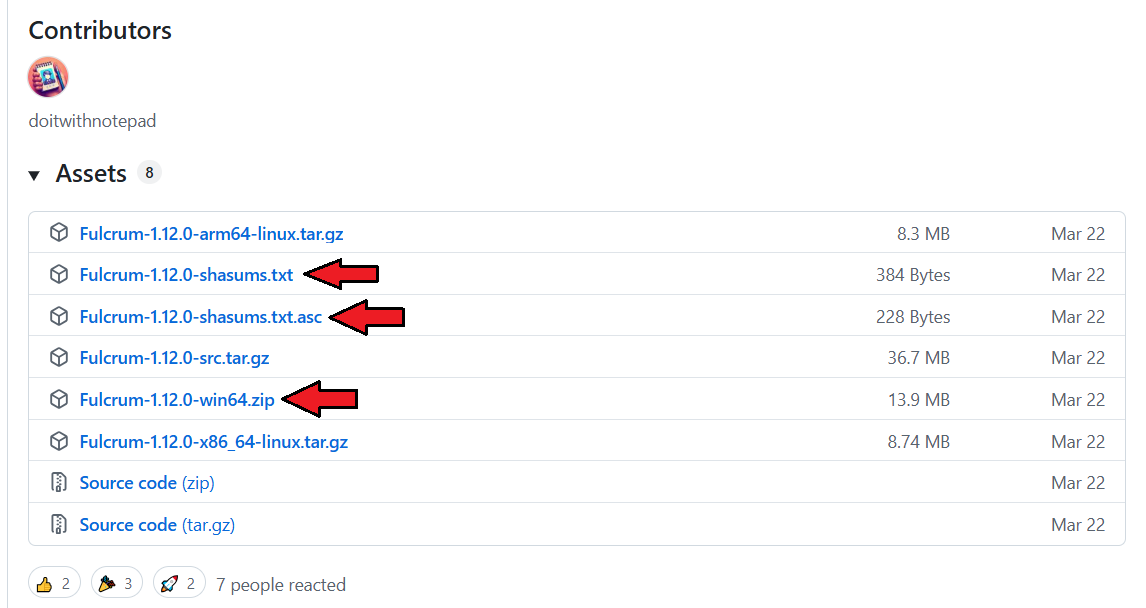 Contributors
doitwithnotepad
Assets 8
Fulcrum-1.12.0-arm64-linux.tar.gz 8.3 MB Mar 22
Fulcrum-1.12.0-shasums.txt 384 Bytes Mar 22
Fulcrum-1.12.0-shasums.txt.asc 228 Bytes Mar 22
Fulcrum-1.12.0-src.tar.gz 36.7 MB Mar 22
Fulcrum-1.12.0-win64.zip 13.9 MB Mar 22
Fulcrum-1.12.0-x86_64-linux.tar.gz 8.74 MB Mar 22
Source code (zip) Mar 22
Source code (tar.gz) Mar 22
2 3 2 7 people reacted